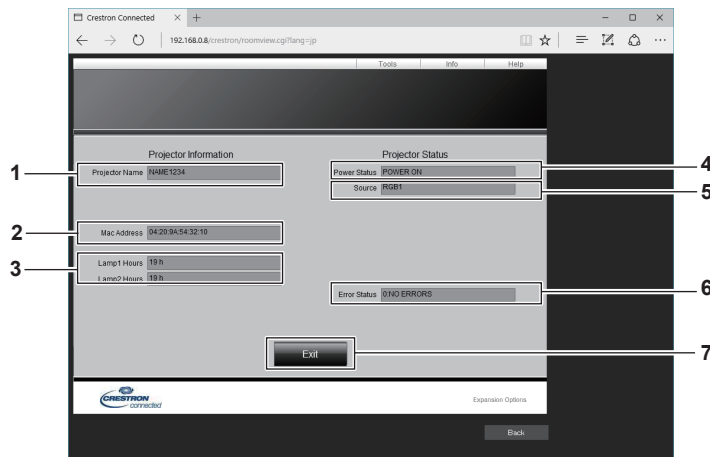 Crestron Connected
192.168.0.8/crestron/roomview.cgi?lang=jp
Tools Info Help
Projector Information
Projector Status
1
Projector Name NAME1234
Power Status POWER ON
4
Source RGB1
5
2
Mac Address 04:20:9A:54:32:10
3
Lamp1 Hours 19 h
Lamp2 Hours 19 h
Error Status 0:NO ERRORS
6
Exit
7
CRESTRON
connected
Expansion Options
Back